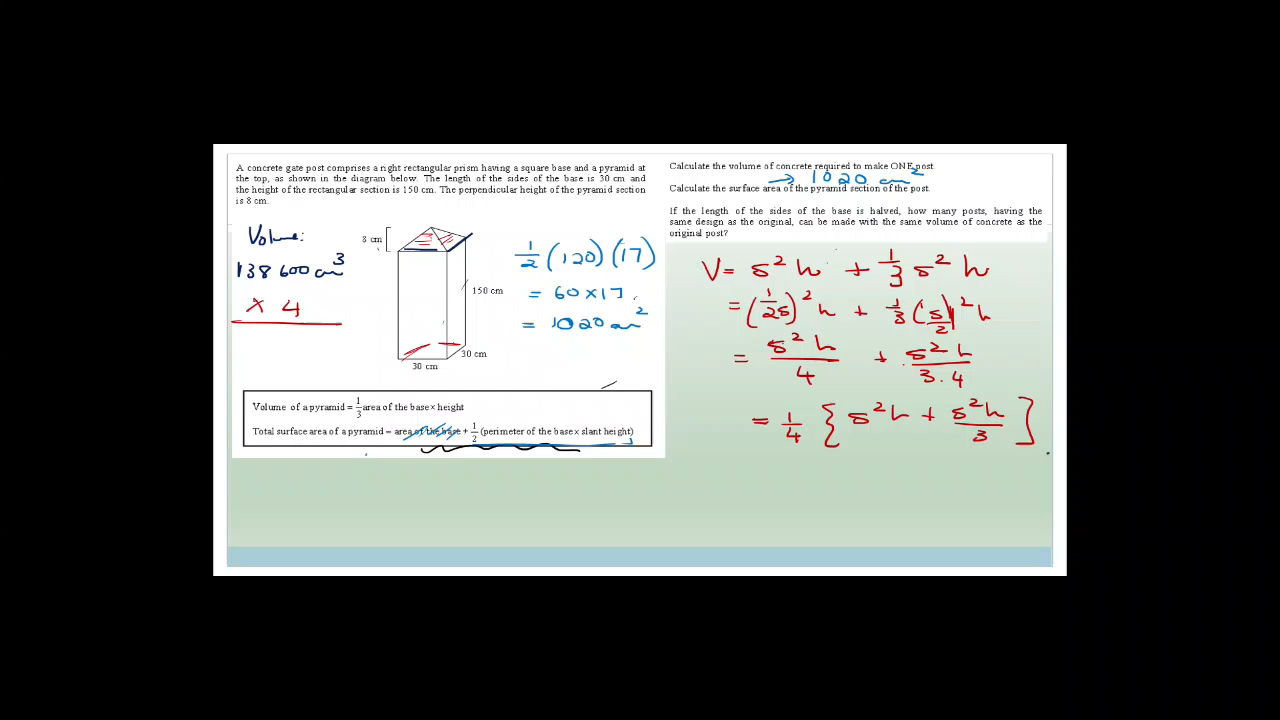 A concrete gate post comprises a right rectangular prism having a square base and a pyramid at
the top, as shown in the diagram below. The length of the sides of the base is 30 cm and
the height of the rectangular section is 150 cm. The perpendicular height of the pyramid section
is 8 cm.
Volume:
138 600 cm³
× 4
8 cm
150 cm
30 cm
30 cm
½ (120)(17)
= 60 × 17
= 1020 cm²
Volume of a pyramid = 1/3 area of the base × height
Total surface area of a pyramid = area of the base + 1/2 (perimeter of the base × slant height)
Calculate the volume of concrete required to make ONE post.
→ 1020 cm²
Calculate the surface area of the pyramid section of the post.
If the length of the sides of the base is halved, how many posts, having the
same design as the original, can be made with the same volume of concrete as the
original post?
V = s²h + 1/3 s²h
= (1/2s)²h + 1/3 (s/2)²h
= s²h/4 + s²h/3.4
= 1/4 { s²h + s²h/3 ]